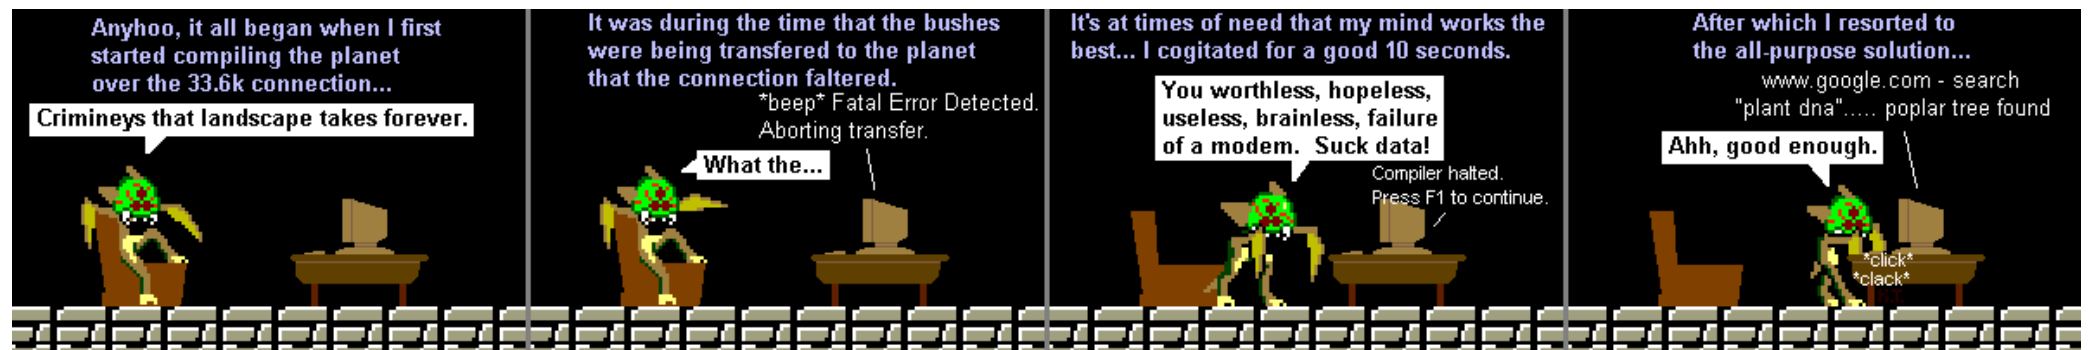 Anyhoo, it all began when I first
started compiling the planet
over the 33.6k connection...
Crimineys that landscape takes forever.
It was during the time that the bushes
were being transfered to the planet
that the connection faltered.
*beep* Fatal Error Detected.
Aborting transfer.
What the...
It's at times of need that my mind works the
best... I cogitated for a good 10 seconds.
You worthless, hopeless,
useless, brainless, failure
of a modem. Suck data!
Compiler halted.
Press F1 to continue.
After which I resorted to
the all-purpose solution...
www.google.com - search
"plant dna"..... poplar tree found
Ahh, good enough.
*click*
*clack*